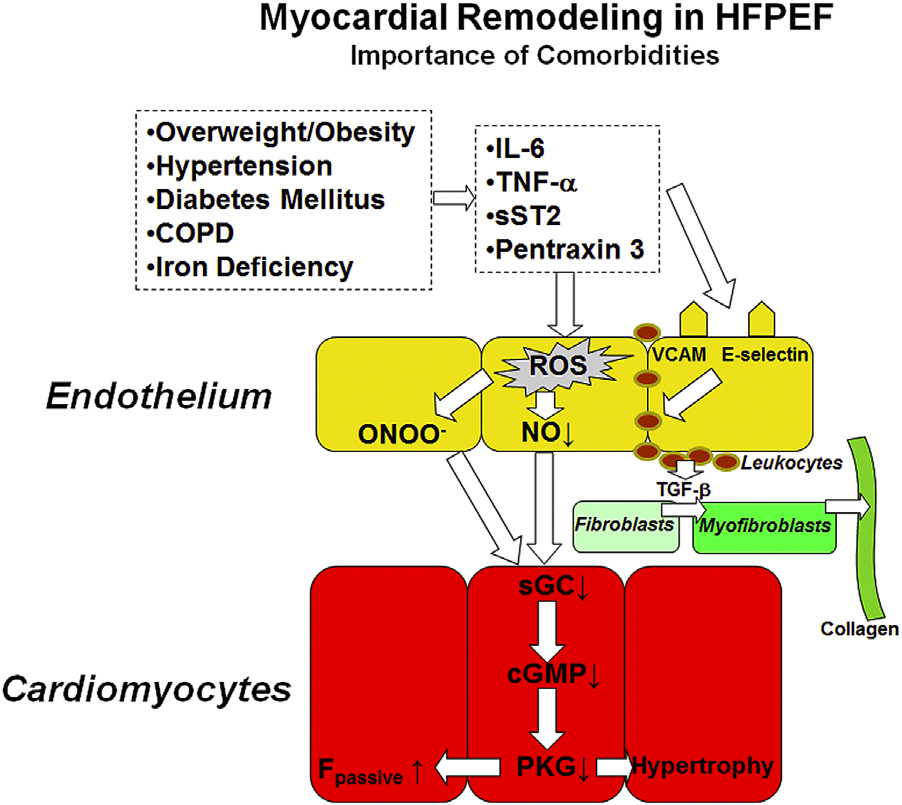 Myocardial Remodeling in HFPEF
Importance of Comorbidities
•Overweight/Obesity
•Hypertension
•Diabetes Mellitus
•COPD
•Iron Deficiency
•IL-6
•TNF-α
•sST2
•Pentraxin 3
Endothelium
ROS
ONOO-
NO↓
VCAM
E-selectin
Leukocytes
TGF-β
Fibroblasts
Myofibroblasts
Collagen
Cardiomyocytes
sGC↓
cGMP↓
PKG↓
Fpassive ↑
Hypertrophy